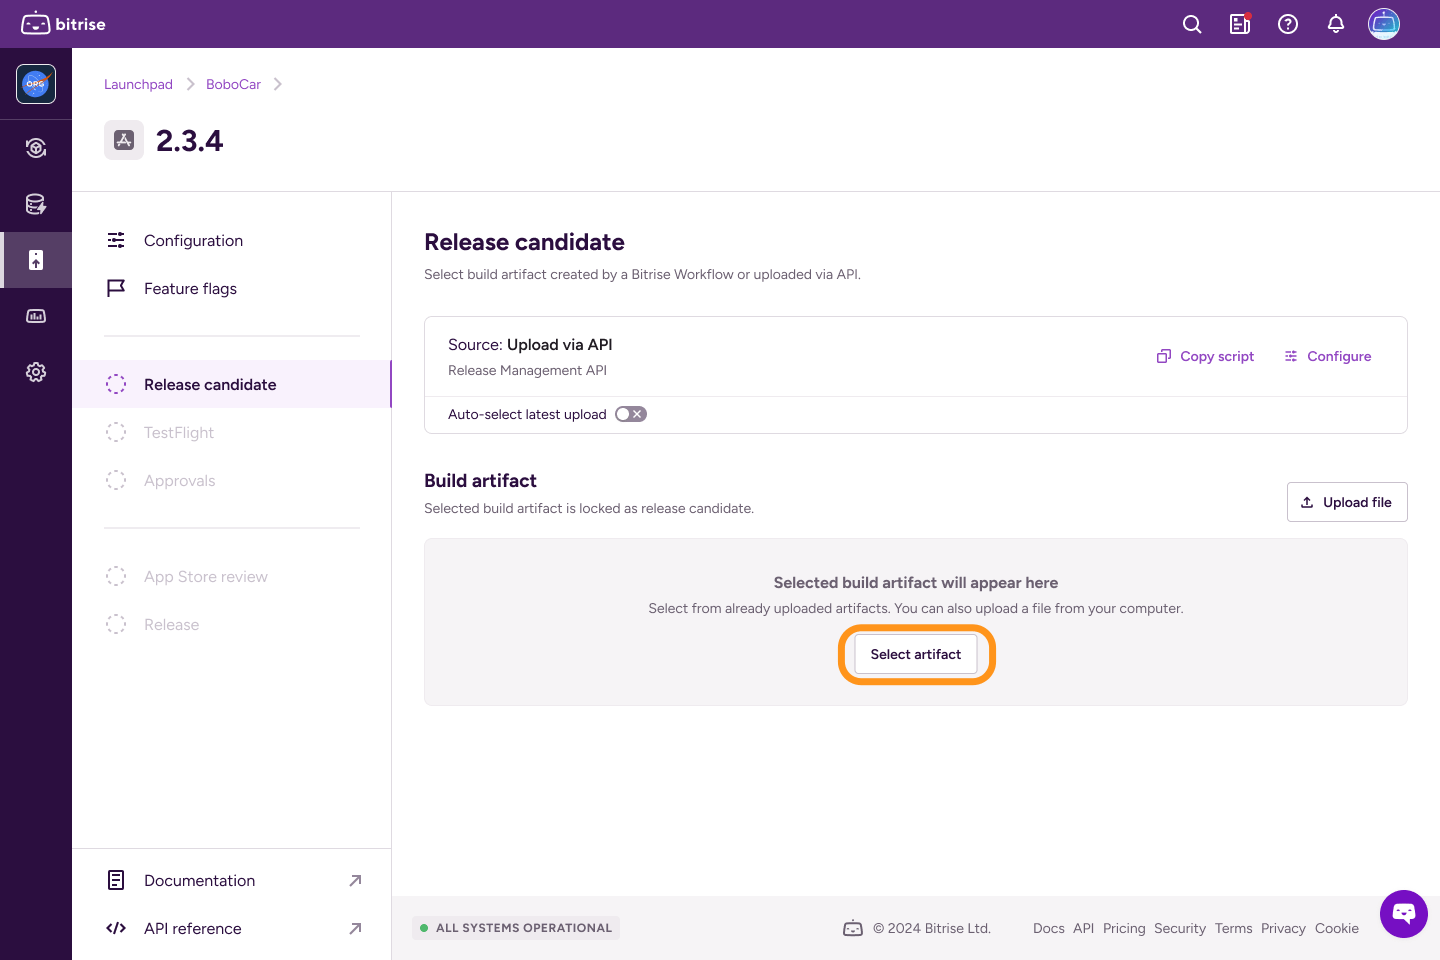 bitrise
ORG
Launchpad BoboCar
2.3.4
Configuration
Feature flags
Release candidate
TestFlight
Approvals
App Store review
Release
Documentation
API reference
Release candidate
Select build artifact created by a Bitrise Workflow or uploaded via API.
Source: Upload via API
Release Management API
Copy script
Configure
Auto-select latest upload
Build artifact
Selected build artifact is locked as release candidate.
Upload file
Selected build artifact will appear here
Select from already uploaded artifacts. You can also upload a file from your computer.
Select artifact
ALL SYSTEMS OPERATIONAL
© 2024 Bitrise Ltd.
Docs API Pricing Security Terms Privacy Cookie